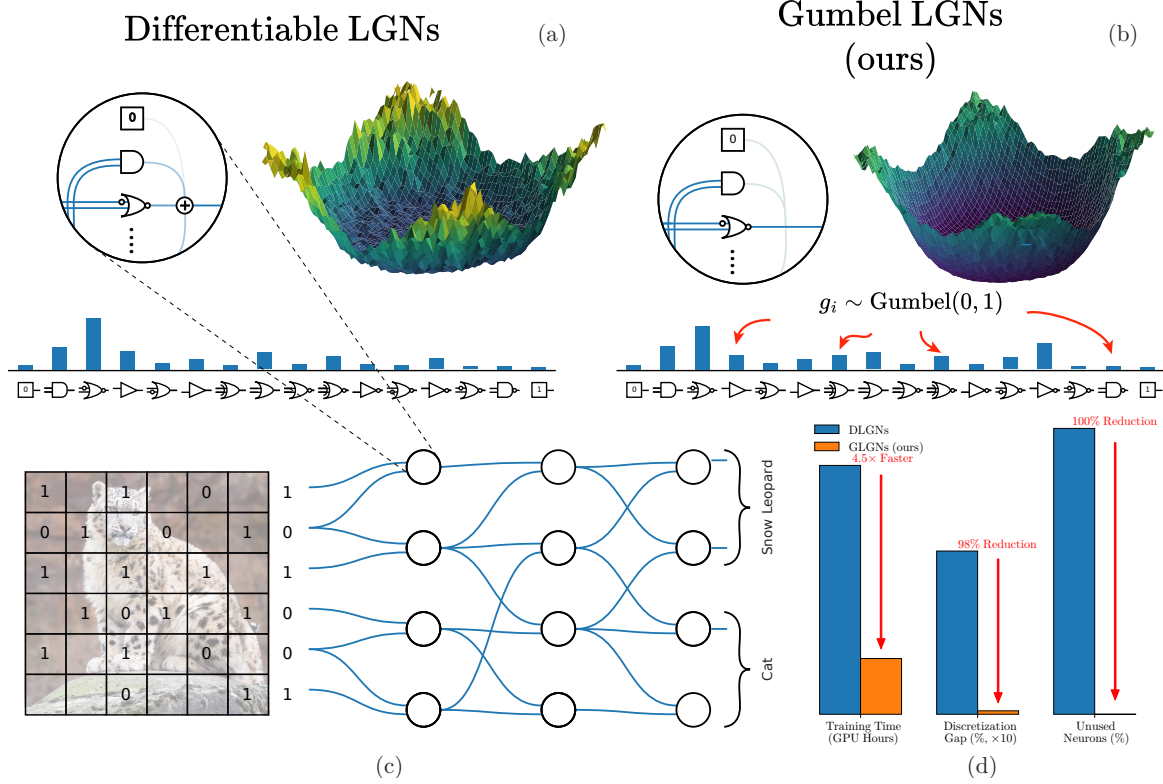 Differentiable LGNs
(a)
Gumbel LGNs
(ours)
(b)
0
0
g_i ∼ Gumbel(0, 1)
0
1
0
1
1 1 0
0 1 0 1
1 1 1
1 0 1 0
1 1 0
0 1
1
0
1
0
0
1
Snow Leopard
Cat
(c)
DLGNs
GLGNs (ours)
4.5× Faster
98% Reduction
100% Reduction
Training Time
(GPU Hours)
Discretization
Gap (%, ×10)
Unused
Neurons (%)
(d)